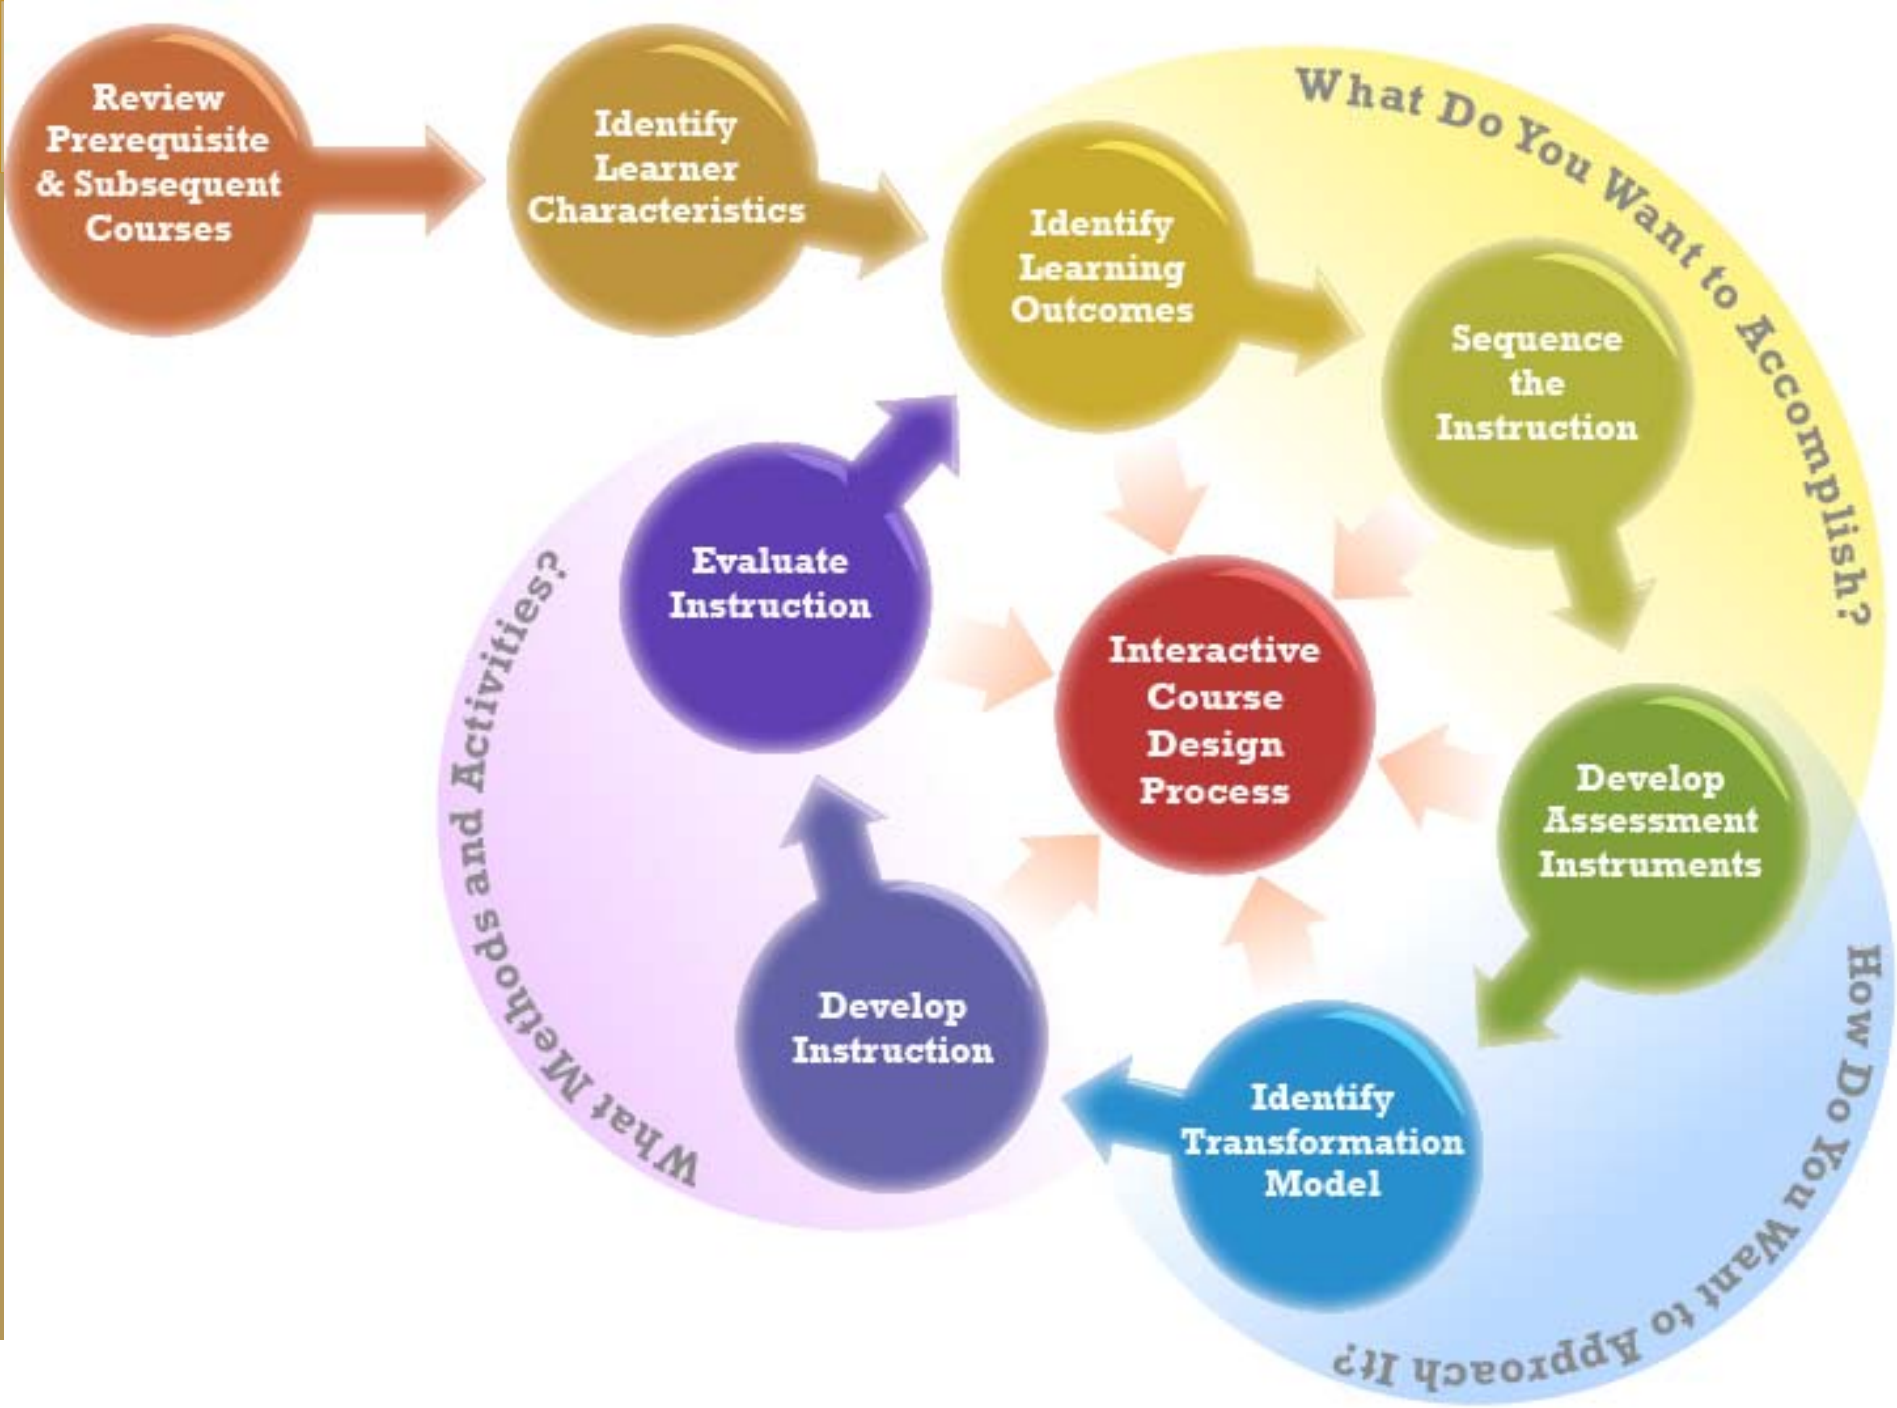 Review
Prerequisite
& Subsequent
Courses
Identify
Learner
Characteristics
Identify
Learning
Outcomes
What Do You Want to Accomplish?
Sequence
the
Instruction
Develop
Assessment
Instruments
How Do You Want to Approach It?
Identify
Transformation
Model
Develop
Instruction
What Methods and Activities?
Evaluate
Instruction
Interactive
Course
Design
Process